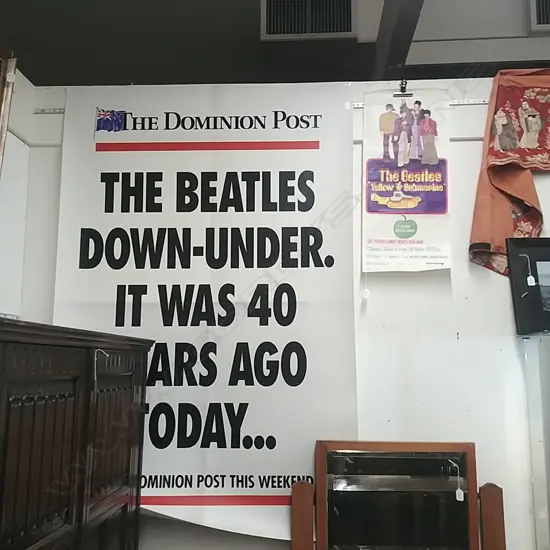 THE DOMINION POST
THE BEATLES
DOWN-UNDER.
IT WAS 40
ARS AGO
TODAY...
DOMINION POST THIS WEEKEND
The Beatles
"Yellow Submarine"